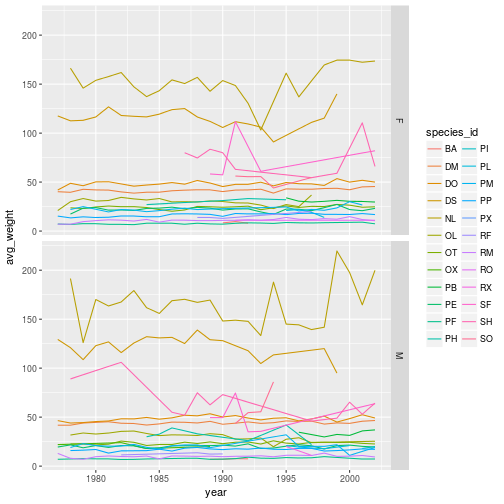 avg_weight
200
150
100
50
0
F
200
150
100
50
0
M
1980
1985
1990
1995
2000
year
species_id
BA
DM
DO
DS
NL
OL
OT
OX
PB
PE
PF
PH
PI
PL
PM
PP
PX
RF
RM
RO
RX
SF
SH
SO